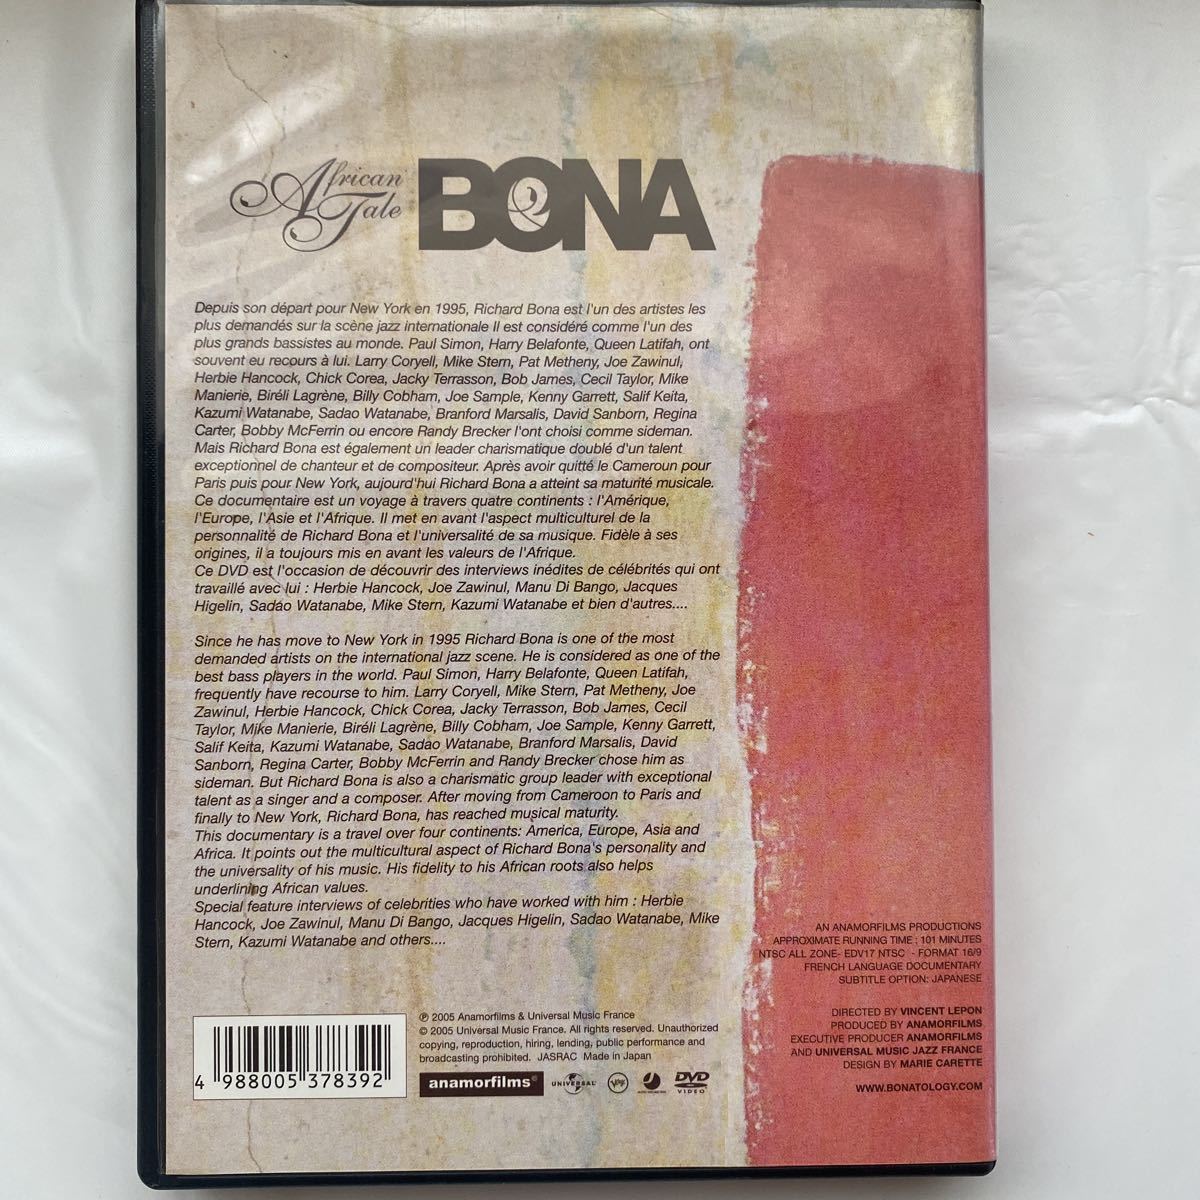 African
Tale
BONA
Depuis son départ pour New York en 1995, Richard Bona est l'un des artistes les
plus demandés sur la scène jazz internationale Il est considéré comme l'un des
plus grands bassistes au monde. Paul Simon, Harry Belafonte, Queen Latifah, ont
souvent eu recours à lui. Larry Coryell, Mike Stern, Pat Metheny, Joe Zawinul,
Herbie Hancock, Chick Corea, Jacky Terrasson, Bob James, Cecil Taylor, Mike
Manierie, Biréli Lagrène, Billy Cobham, Joe Sample, Kenny Garrett, Salif Keita,
Kazumi Watanabe, Sadao Watanabe, Branford Marsalis, David Sanborn, Regina
Carter, Bobby McFerrin ou encore Randy Brecker l'ont choisi comme sideman.
Mais Richard Bona est également un leader charismatique doublé d'un talent
exceptionnel de chanteur et de compositeur. Après avoir quitté le Cameroun pour
Paris puis pour New York, aujourd'hui Richard Bona a atteint sa maturité musicale.
Ce documentaire est un voyage à travers quatre continents : l'Amérique,
l'Europe, l'Asie et l'Afrique. Il met en avant l'aspect multiculturel de la
personnalité de Richard Bona et l'universalité de sa musique. Fidèle à ses
origines, il a toujours mis en avant les valeurs de l'Afrique.
Ce DVD est l'occasion de découvrir des interviews inédites de célébrités qui ont
travaillé avec lui : Herbie Hancock, Joe Zawinul, Manu Di Bango, Jacques
Higelin, Sadao Watanabe, Mike Stern, Kazumi Watanabe et bien d'autres....
Since he has move to New York in 1995 Richard Bona is one of the most
demanded artists on the international jazz scene. He is considered as one of the
best bass players in the world. Paul Simon, Harry Belafonte, Queen Latifah,
frequently have recourse to him. Larry Coryell, Mike Stern, Pat Metheny, Joe
Zawinul, Herbie Hancock, Chick Corea, Jacky Terrasson, Bob James, Cecil
Taylor, Mike Manierie, Biréli Lagrène, Billy Cobham, Joe Sample, Kenny Garrett,
Salif Keita, Kazumi Watanabe, Sadao Watanabe, Branford Marsalis, David
Sanborn, Regina Carter, Bobby McFerrin and Randy Brecker chose him as
sideman. But Richard Bona is also a charismatic group leader with exceptional
talent as a singer and a composer. After moving from Cameroon to Paris and
finally to New York, Richard Bona, has reached musical maturity.
This documentary is a travel over four continents: America, Europe, Asia and
Africa. It points out the multicultural aspect of Richard Bona's personality and
the universality of his music. His fidelity to his African roots also helps
underlining African values.
Special feature interviews of celebrities who have worked with him : Herbie
Hancock, Joe Zawinul, Manu Di Bango, Jacques Higelin, Sadao Watanabe, Mike
Stern, Kazumi Watanabe and others....
AN ANAMORFILMS PRODUCTIONS
APPROXIMATE RUNNING TIME : 101 MINUTES
NTSC ALL ZONE- EDV17 NTSC - FORMAT 16/9
FRENCH LANGUAGE DOCUMENTARY
SUBTITLE OPTION: JAPANESE
DIRECTED BY VINCENT LEPON
PRODUCED BY ANAMORFILMS
EXECUTIVE PRODUCER ANAMORFILMS
AND UNIVERSAL MUSIC JAZZ FRANCE
DESIGN BY MARIE CARETTE
WWW.BONATOLOGY.COM
℗ 2005 Anamorfilms & Universal Music France
© 2005 Universal Music France. All rights reserved. Unauthorized
copying, reproduction, hiring, lending, public performance and
broadcasting prohibited. JASRAC Made in Japan
4 988005 378392
anamorfilms
UNIVERSAL
DVD
VIDEO